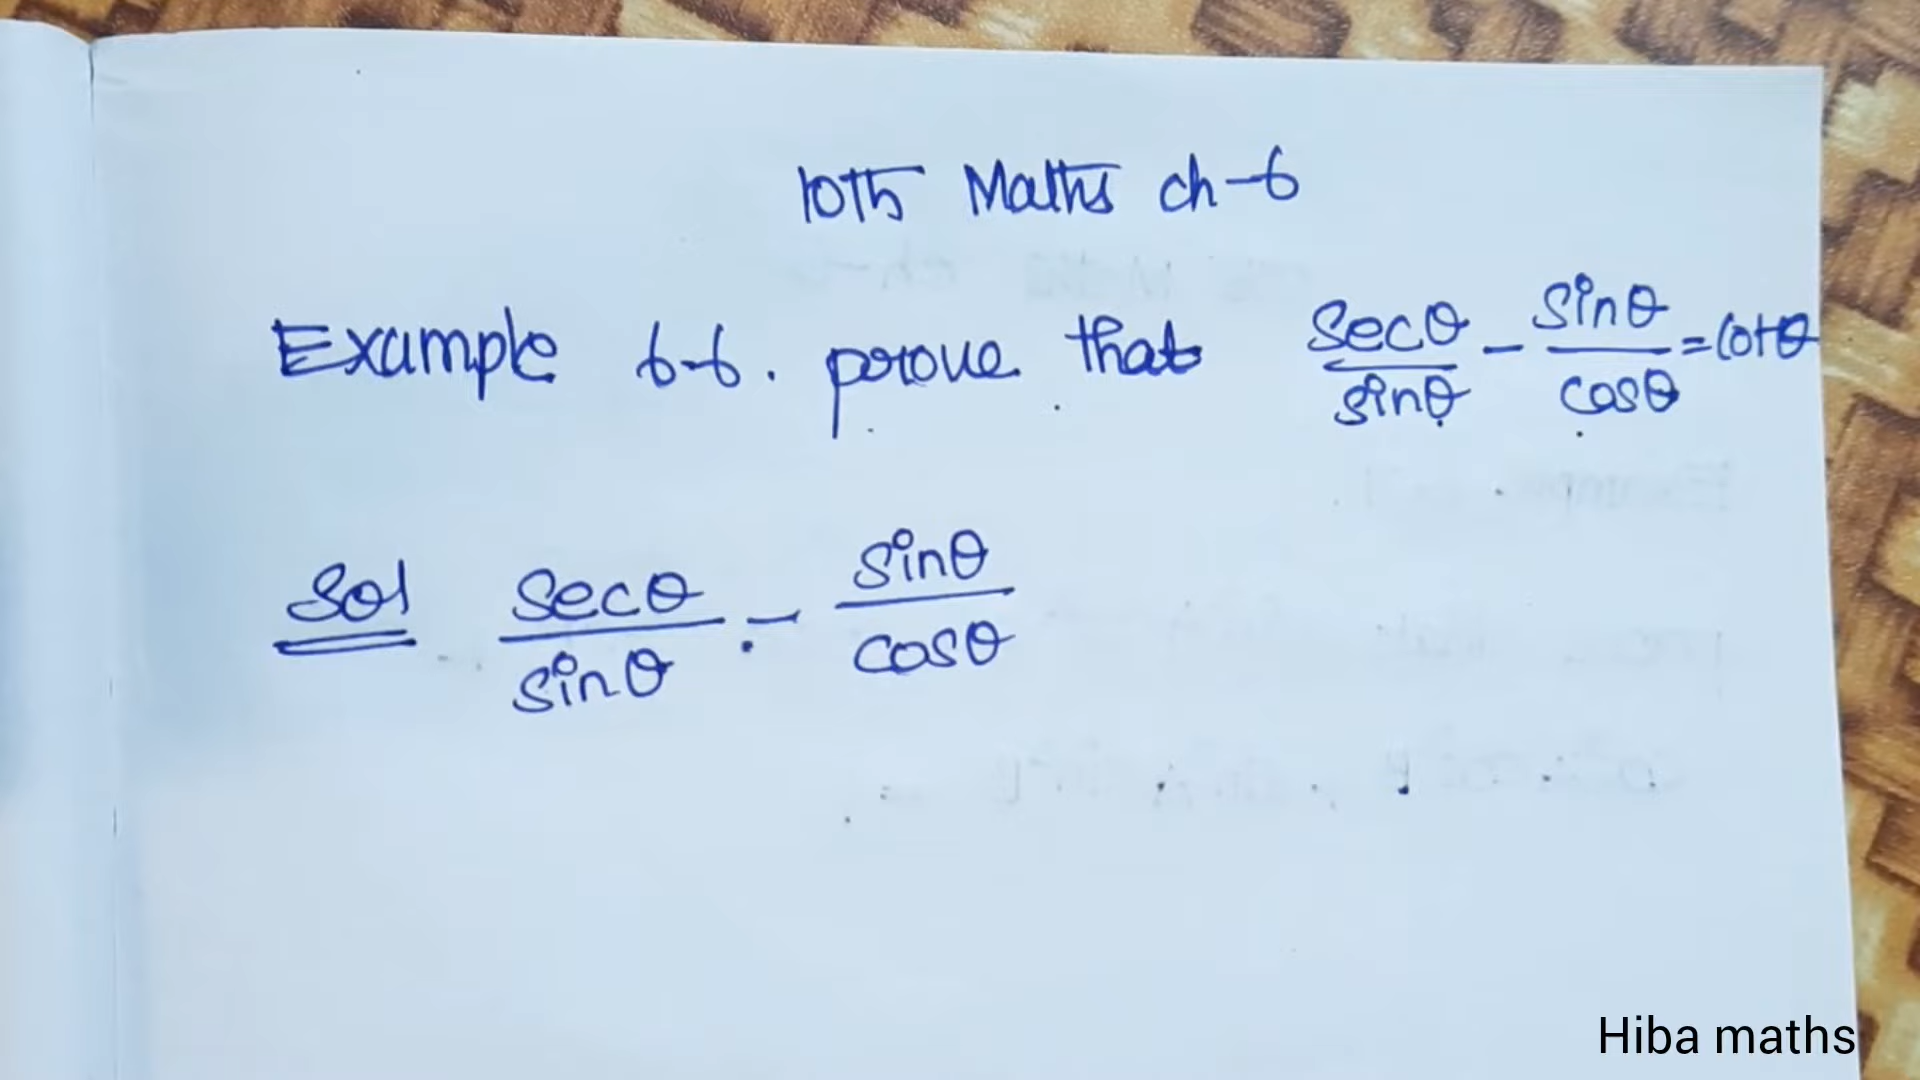 10th Maths ch-6
Example 6-6. prove that secθ/sinθ - sinθ/cosθ = cotθ
Sol secθ/sinθ - sinθ/cosθ
Hiba maths